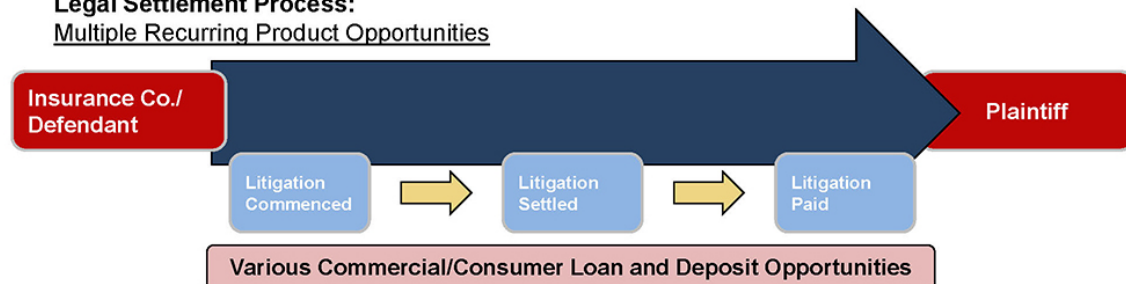 Legal Settlement Process:
Multiple Recurring Product Opportunities
Insurance Co./
Defendant
Plaintiff
Litigation
Commenced
Litigation
Settled
Litigation
Paid
Various Commercial/Consumer Loan and Deposit Opportunities